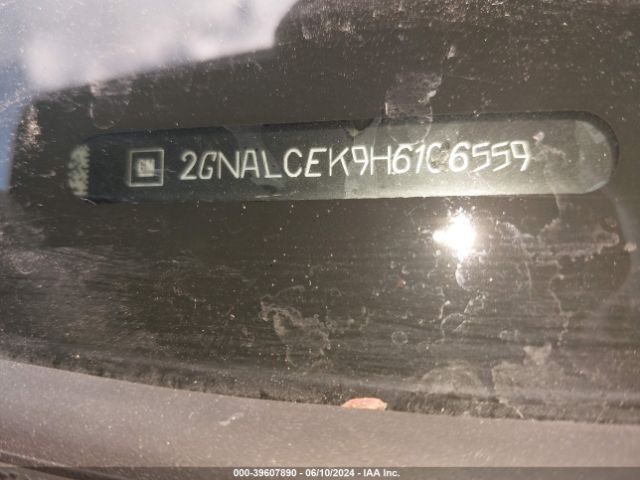 GM 2GNALCEK9H6106559
000-39607890 - 06/10/2024 - IAA Inc.